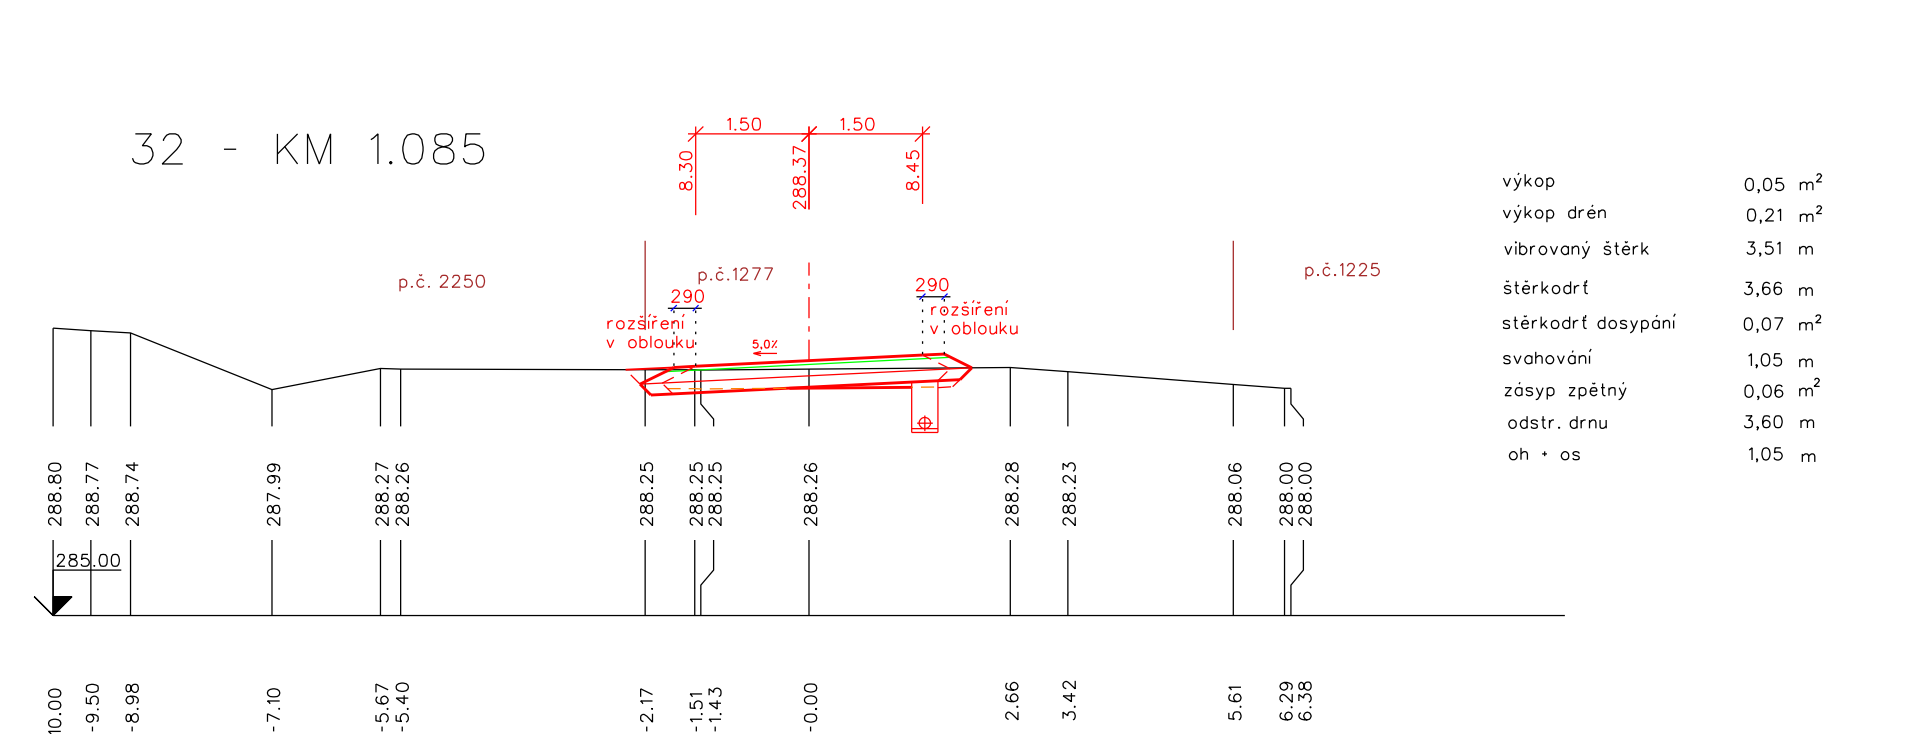 32 - KM 1.085
1.50 1.50
8.30 288.37 8.45
p.č. 2250 p.č.1277 p.č.1225
290 290
rozšíření
v oblouku
rozšíření
v oblouku
5,0%
výkop 0,05 m²
výkop drén 0,21 m²
vibrovaný štěrk 3,51 m
štěrkodrť 3,66 m
stěrkodrť dosypání 0,07 m²
svahování 1,05 m
zásyp zpětný 0,06 m²
odstr. drnu 3,60 m
oh + os 1,05 m
288.80 288.77 288.74 287.99 288.27 288.26 288.25 288.25 288.25 288.26 288.28 288.23 288.06 288.00 288.00
285.00
10.00 -9.50 -8.98 -7.10 -5.67 -5.40 -2.17 -1.51 -1.43 -0.00 2.66 3.42 5.61 6.29 6.38